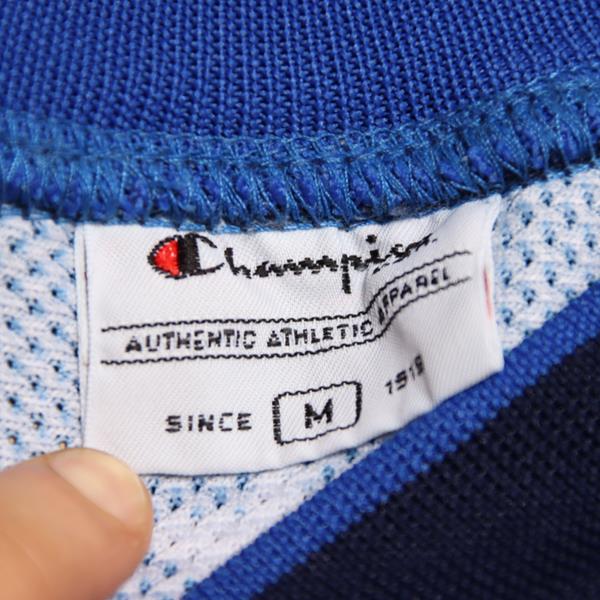 Champion
AUTHENTIC ATHLETIC APPAREL
SINCE M 1919